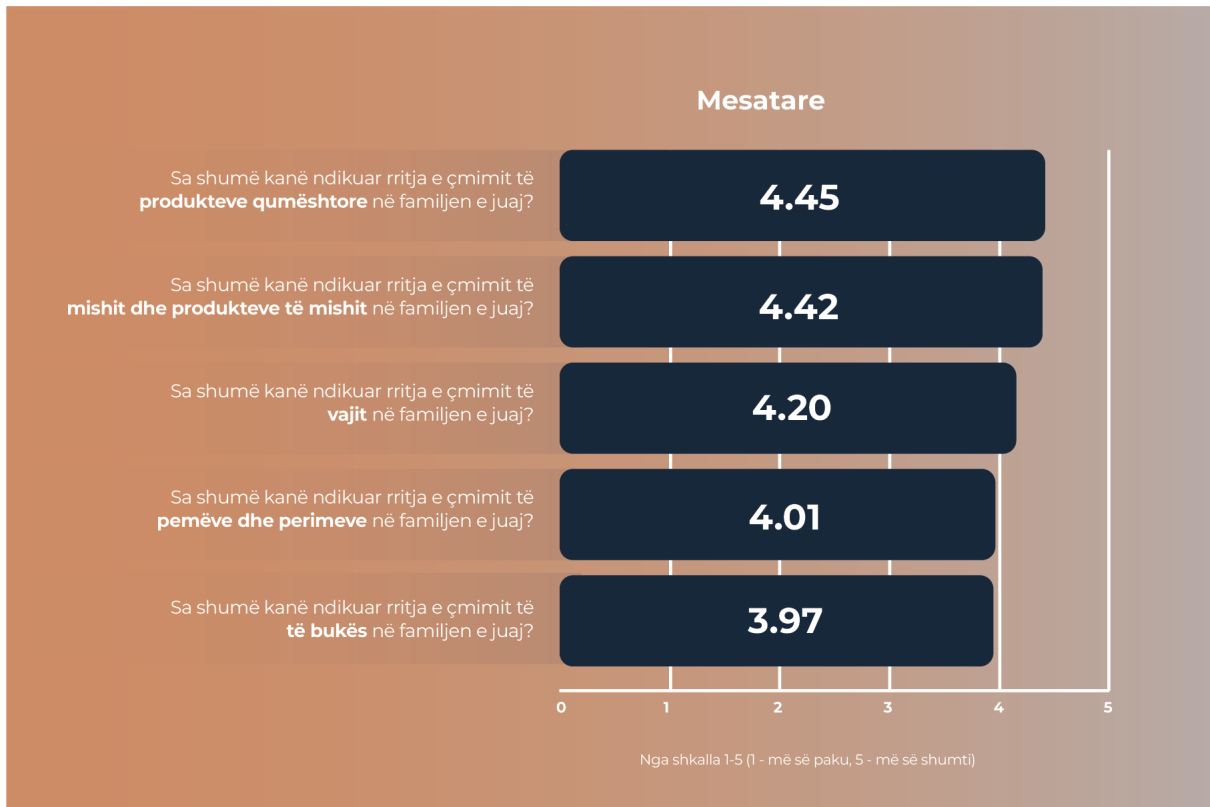 Mesatare
Sa shumë kanë ndikuar rritja e çmimit të
produkteve qumështore në familjen e juaj?
4.45
Sa shumë kanë ndikuar rritja e çmimit të
mishit dhe produkteve të mishit në familjen e juaj?
4.42
Sa shumë kanë ndikuar rritja e çmimit të
vajit në familjen e juaj?
4.20
Sa shumë kanë ndikuar rritja e çmimit të
pemëve dhe perimeve në familjen e juaj?
4.01
Sa shumë kanë ndikuar rritja e çmimit të
të bukës në familjen e juaj?
3.97
0 1 2 3 4 5
Nga shkalla 1-5 (1 - më së paku, 5 - më së shumti)